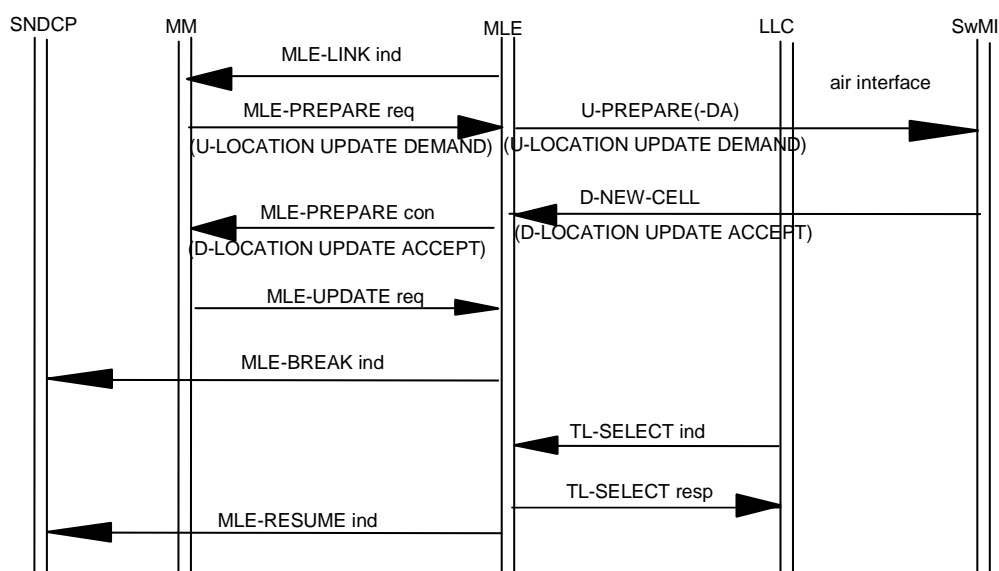 SNDCP MM MLE LLC SwMI
MLE-LINK ind
air interface
MLE-PREPARE req U-PREPARE(-DA)
(U-LOCATION UPDATE DEMAND) (U-LOCATION UPDATE DEMAND)
D-NEW-CELL
MLE-PREPARE con
(D-LOCATION UPDATE ACCEPT) (D-LOCATION UPDATE ACCEPT)
MLE-UPDATE req
MLE-BREAK ind
TL-SELECT ind
TL-SELECT resp
MLE-RESUME ind